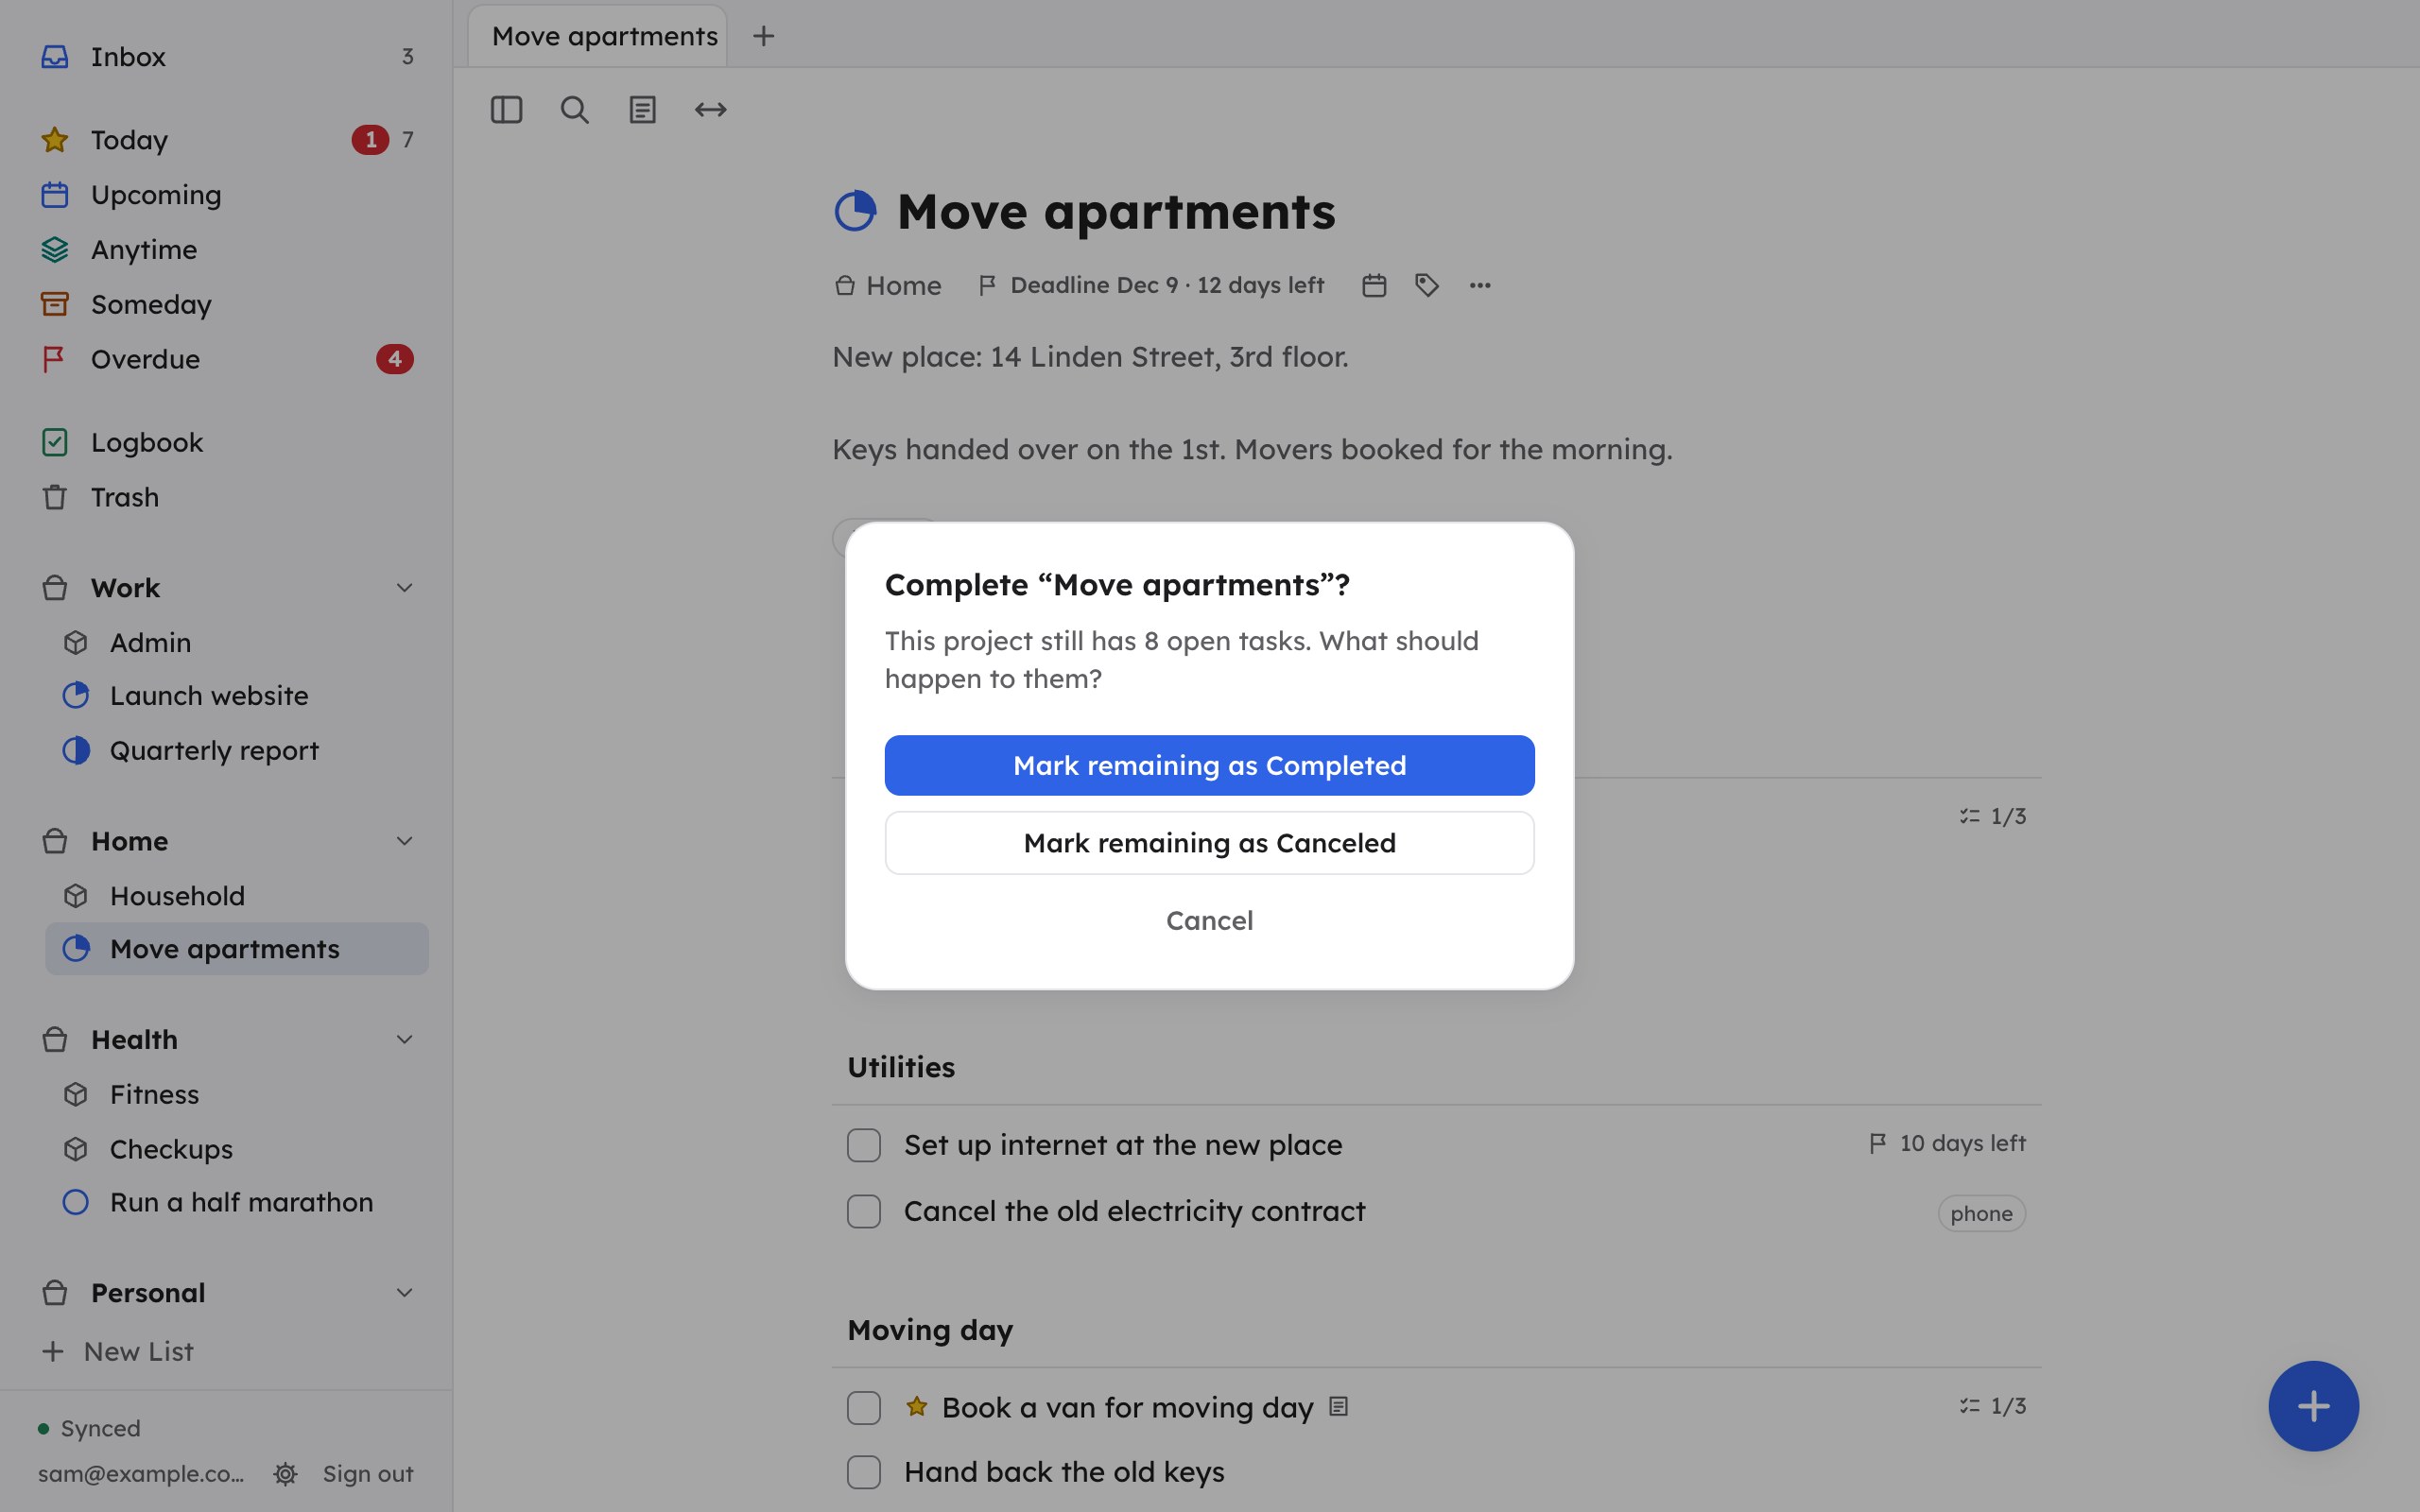 Inbox 3
Today 1 7
Upcoming
Anytime
Someday
Overdue 4
Logbook
Trash
Work
Admin
Launch website
Quarterly report
Home
Household
Move apartments
Health
Fitness
Checkups
Run a half marathon
Personal
New List
Synced
sam@example.co… Sign out
Move apartments
Move apartments
Home Deadline Dec 9 · 12 days left
New place: 14 Linden Street, 3rd floor.
Keys handed over on the 1st. Movers booked for the morning.
Complete “Move apartments”?
This project still has 8 open tasks. What should
happen to them?
Mark remaining as Completed
Mark remaining as Canceled
Cancel
1/3
Utilities
Set up internet at the new place 10 days left
Cancel the old electricity contract phone
Moving day
Book a van for moving day 1/3
Hand back the old keys